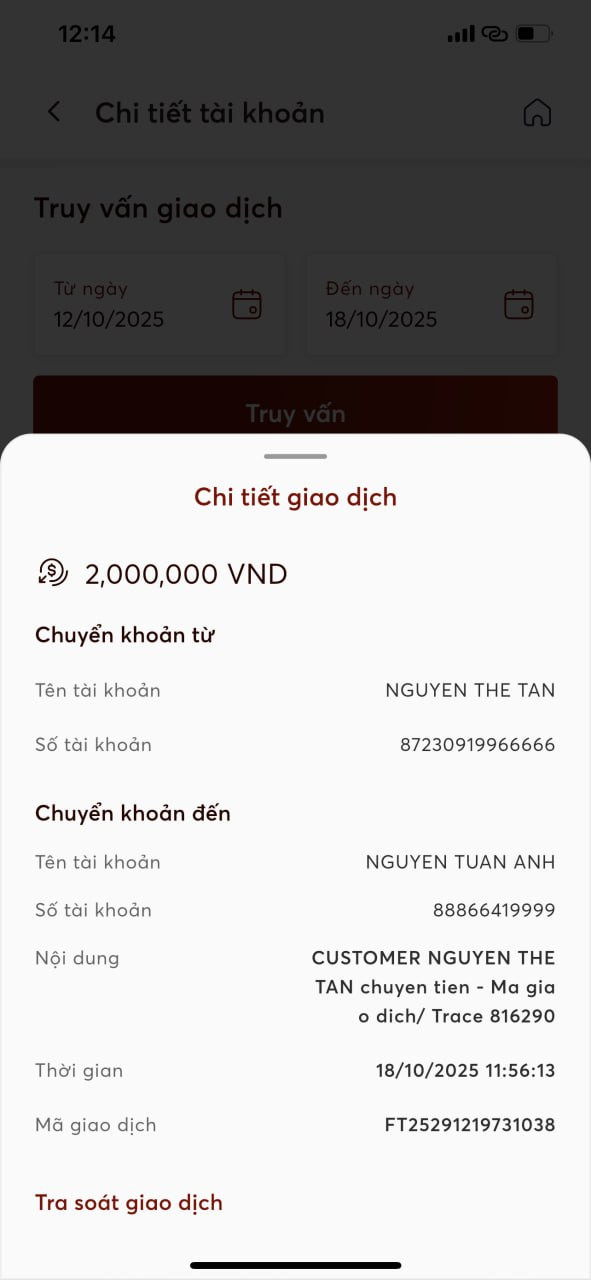 12:14
Chi tiết tài khoản
Truy vấn giao dịch
Từ ngày
12/10/2025
Đến ngày
18/10/2025
Truy vấn
Chi tiết giao dịch
2,000,000 VND
Chuyển khoản từ
Tên tài khoản NGUYEN THE TAN
Số tài khoản 87230919966666
Chuyển khoản đến
Tên tài khoản NGUYEN TUAN ANH
Số tài khoản 88866419999
Nội dung CUSTOMER NGUYEN THE
TAN chuyen tien - Ma gia
o dich/ Trace 816290
Thời gian 18/10/2025 11:56:13
Mã giao dịch FT25291219731038
Tra soát giao dịch